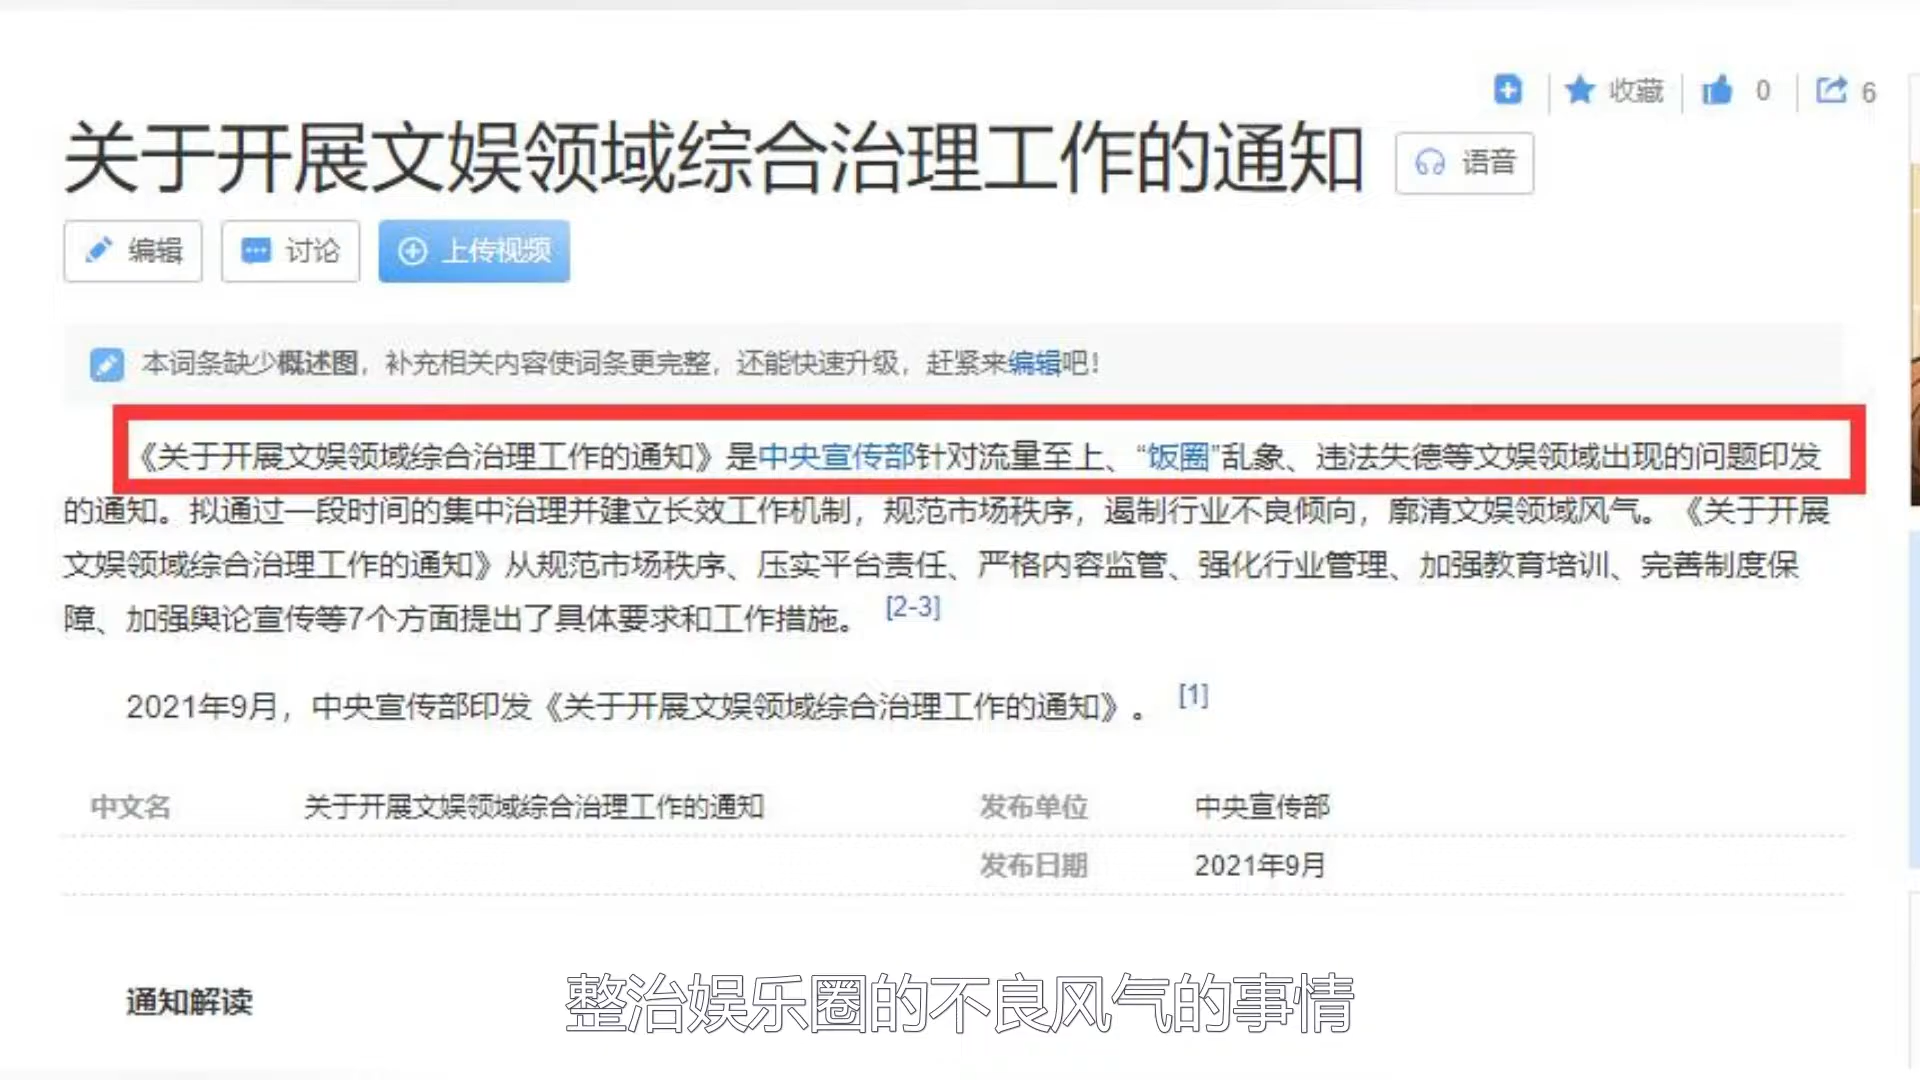 收藏 0 6
关于开展文娱领域综合治理工作的通知 语音
编辑 讨论 上传视频
本词条缺少概述图，补充相关内容使词条更完整，还能快速升级，赶紧来编辑吧！
《关于开展文娱领域综合治理工作的通知》是中央宣传部针对流量至上、“饭圈”乱象、违法失德等文娱领域出现的问题印发
的通知。拟通过一段时间的集中治理并建立长效工作机制，规范市场秩序，遏制行业不良倾向，廓清文娱领域风气。《关于开展
文娱领域综合治理工作的通知》从规范市场秩序、压实平台责任、严格内容监管、强化行业管理、加强教育培训、完善制度保
障、加强舆论宣传等7个方面提出了具体要求和工作措施。 [2-3]
2021年9月，中央宣传部印发《关于开展文娱领域综合治理工作的通知》。 [1]
中文名 关于开展文娱领域综合治理工作的通知 发布单位 中央宣传部
发布日期 2021年9月
通知解读
整治娱乐圈的不良风气的事情